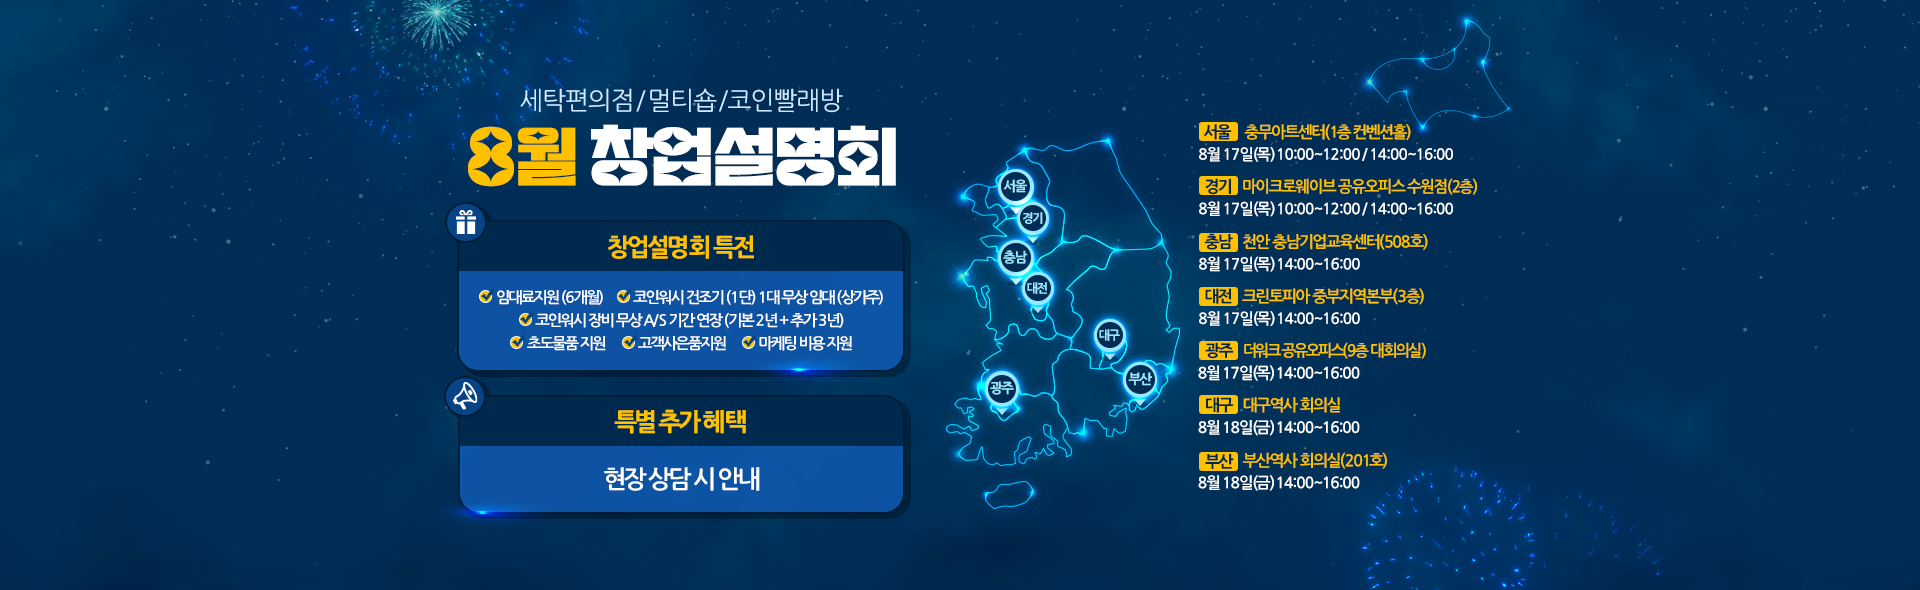 세탁편의점/멀티숍/코인빨래방
8월 창업설명회
창업설명회 특전
임대료지원 (6개월) 코인워시 건조기 (1단) 1대 무상 임대 (상가주)
코인워시 장비 무상 A/S 기간 연장 (기본 2년 + 추가 3년)
초도물품 지원 고객사은품지원 마케팅 비용 지원
특별 추가 혜택
현장 상담 시 안내
서울
경기
충남
대전
대구
부산
광주
서울 충무아트센터(1층 컨벤션홀)
8월 17일(목) 10:00~12:00 / 14:00~16:00
경기 마이크로웨이브 공유오피스 수원점(2층)
8월 17일(목) 10:00~12:00 / 14:00~16:00
충남 천안 충남기업교육센터(508호)
8월 17일(목) 14:00~16:00
대전 크린토피아 중부지역본부(3층)
8월 17일(목) 14:00~16:00
광주 더워크 공유오피스(9층 대회의실)
8월 17일(목) 14:00~16:00
대구 대구역사 회의실
8월 18일(금) 14:00~16:00
부산 부산역사 회의실(201호)
8월 18일(금) 14:00~16:00